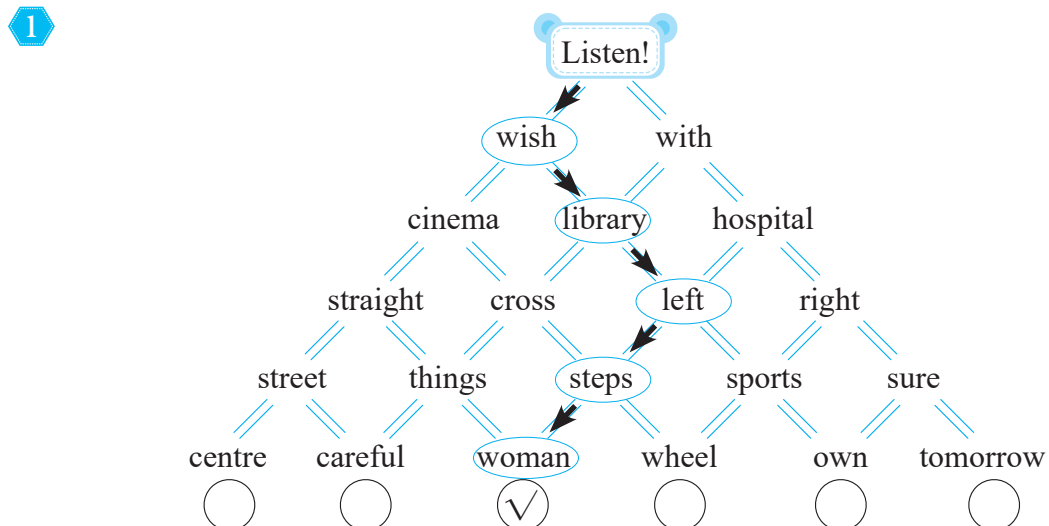 1
Listen!
wish with
cinema library hospital
straight cross left right
street things steps sports sure
centre careful woman wheel own tomorrow
√